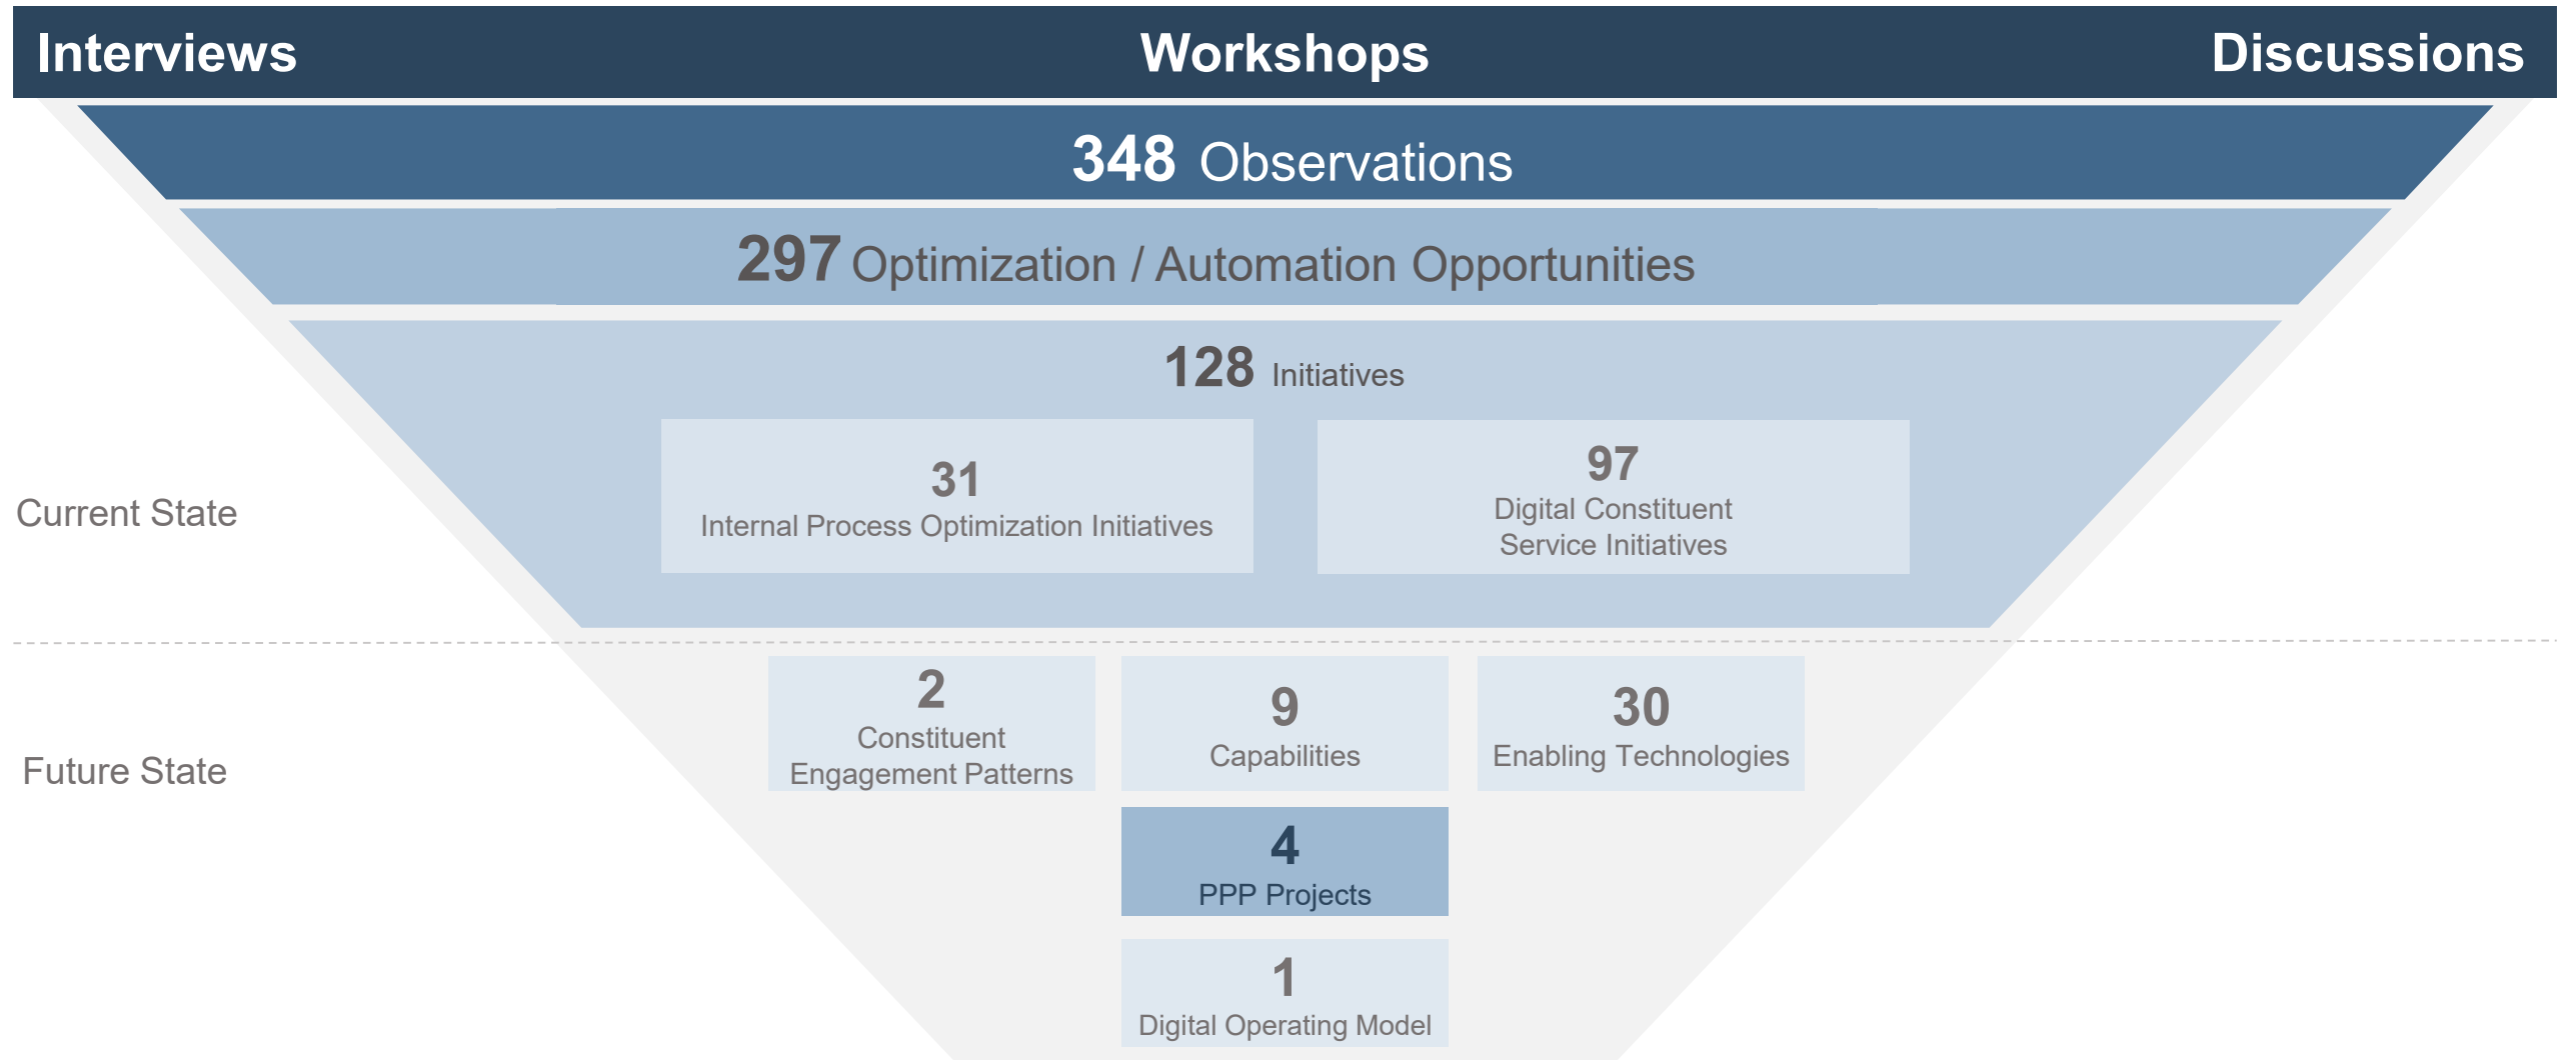 Interviews Workshops Discussions
348 Observations
297 Optimization / Automation Opportunities
128 Initiatives
31
Internal Process Optimization Initiatives
97
Digital Constituent
Service Initiatives
Current State
Future State
2
Constituent
Engagement Patterns
9
Capabilities
30
Enabling Technologies
4
PPP Projects
1
Digital Operating Model